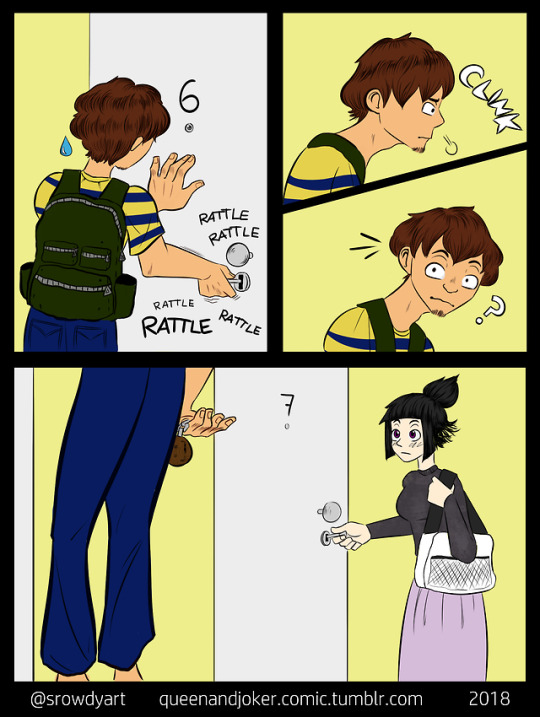 6
RATTLE
RATTLE
RATTLE
RATTLE
RATTLE
CLINK
?
7
@srowdyart queenandjoker.comic.tumblr.com 2018